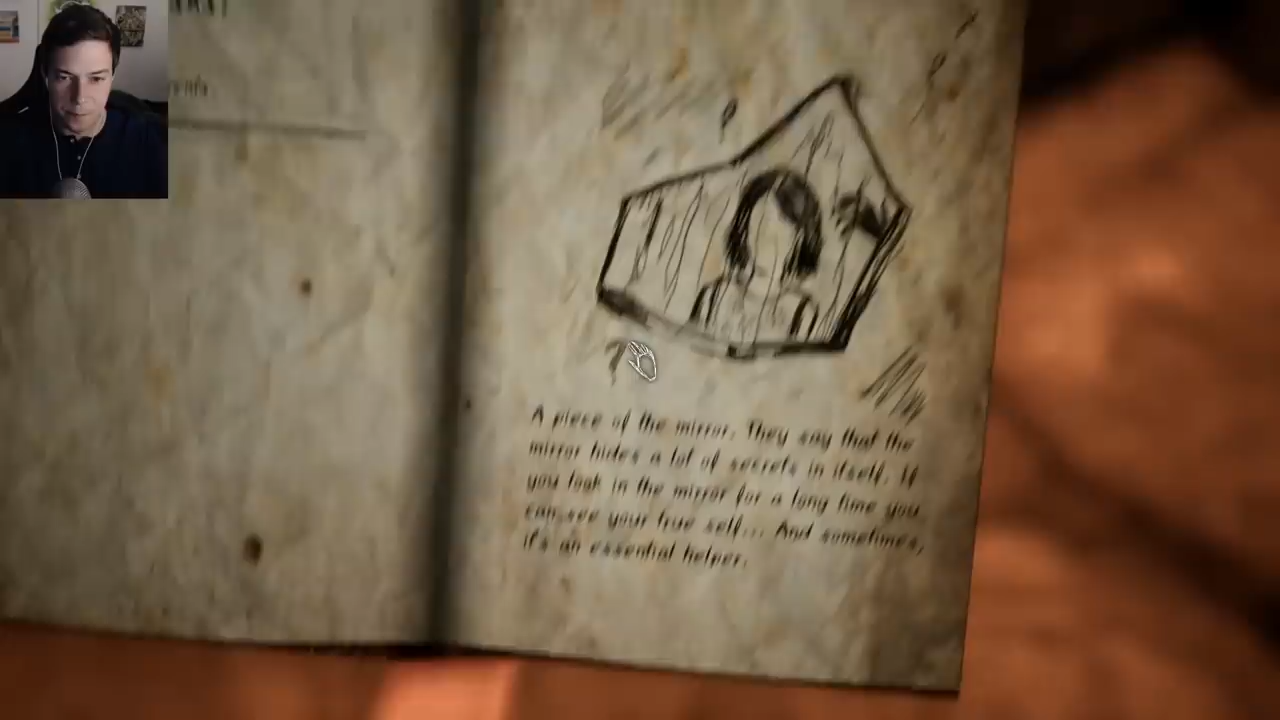 A piece of the mirror. They say that the
mirror hides a lot of secrets in itself. If
you look in the mirror for a long time you
can see your true self... And sometimes,
it's an essential helper.